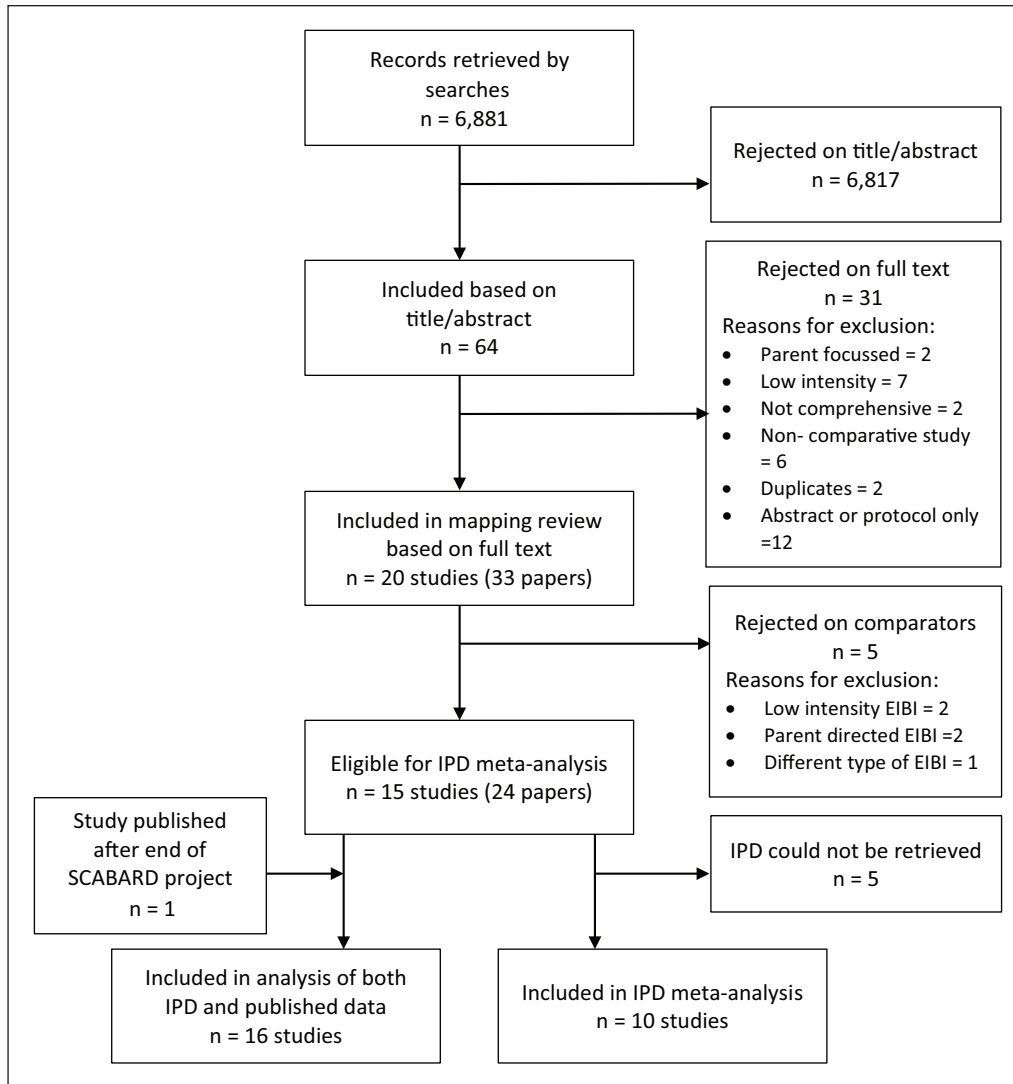 Records retrieved by
searches
n = 6,881
Rejected on title/abstract
n = 6,817
Included based on
title/abstract
n = 64
Rejected on full text
n = 31
Reasons for exclusion:
• Parent focussed = 2
• Low intensity = 7
• Not comprehensive = 2
• Non- comparative study
= 6
• Duplicates = 2
• Abstract or protocol only
=12
Included in mapping review
based on full text
n = 20 studies (33 papers)
Rejected on comparators
n = 5
Reasons for exclusion:
• Low intensity EIBI = 2
• Parent directed EIBI =2
• Different type of EIBI = 1
Eligible for IPD meta-analysis
n = 15 studies (24 papers)
Study published
after end of
SCABARD project
n = 1
IPD could not be retrieved
n = 5
Included in analysis of both
IPD and published data
n = 16 studies
Included in IPD meta-analysis
n = 10 studies